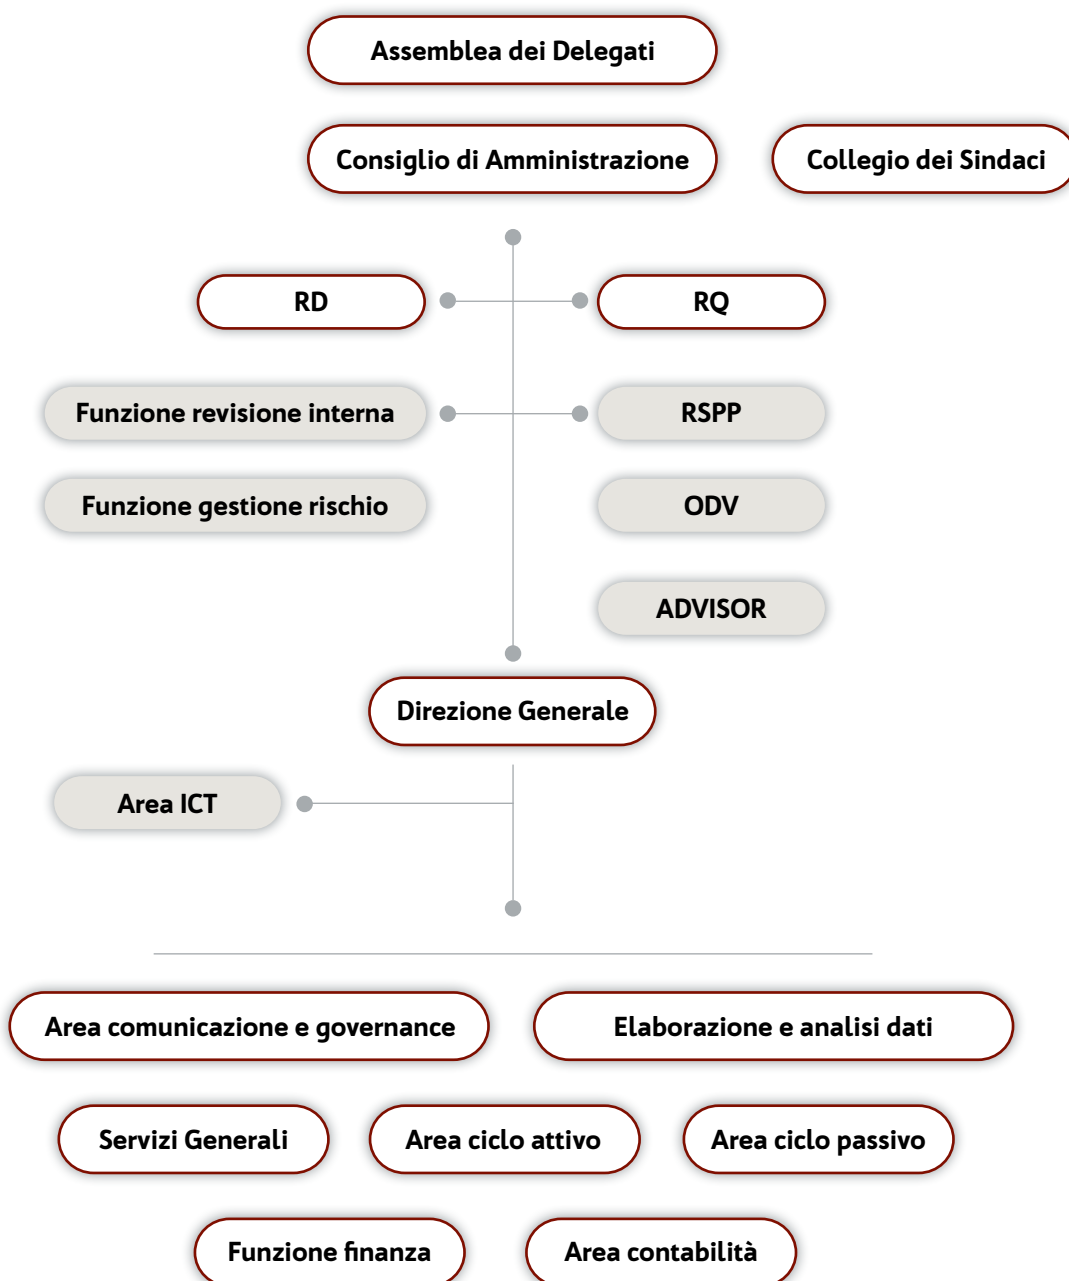 Assemblea dei Delegati
Consiglio di Amministrazione
Collegio dei Sindaci
RD
RQ
Funzione revisione interna
RSPP
Funzione gestione rischio
ODV
ADVISOR
Direzione Generale
Area ICT
Area comunicazione e governance
Elaborazione e analisi dati
Servizi Generali
Area ciclo attivo
Area ciclo passivo
Funzione finanza
Area contabilità